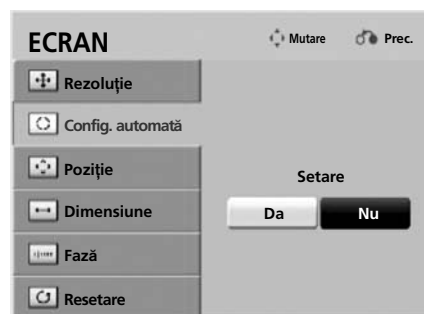 ECRAN
Mutare
Prec.
Rezoluție
Config. automată
Poziție
Dimensiune
Fază
Resetare
Setare
Da
Nu